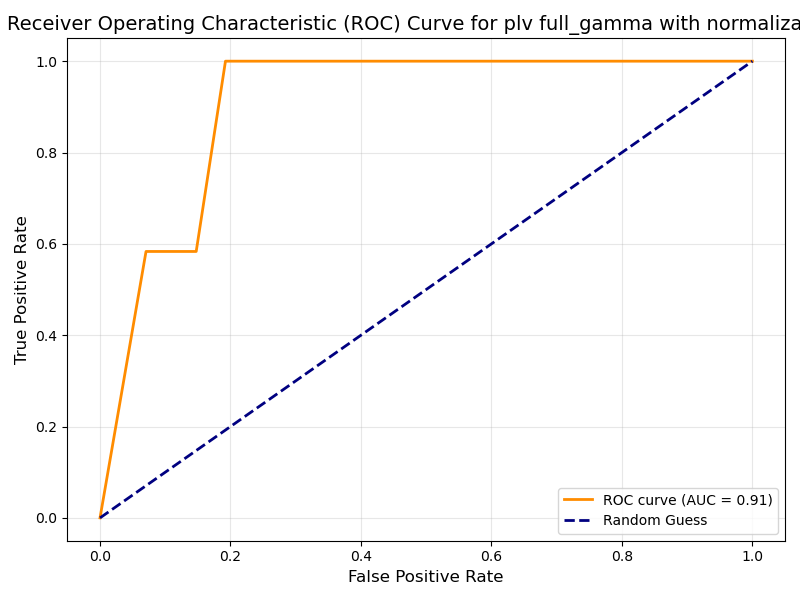 Receiver Operating Characteristic (ROC) Curve for plv full_gamma with normaliza
1.0
0.8
0.6
0.4
0.2
0.0
True Positive Rate
0.0 0.2 0.4 0.6 0.8 1.0
False Positive Rate
ROC curve (AUC = 0.91)
Random Guess